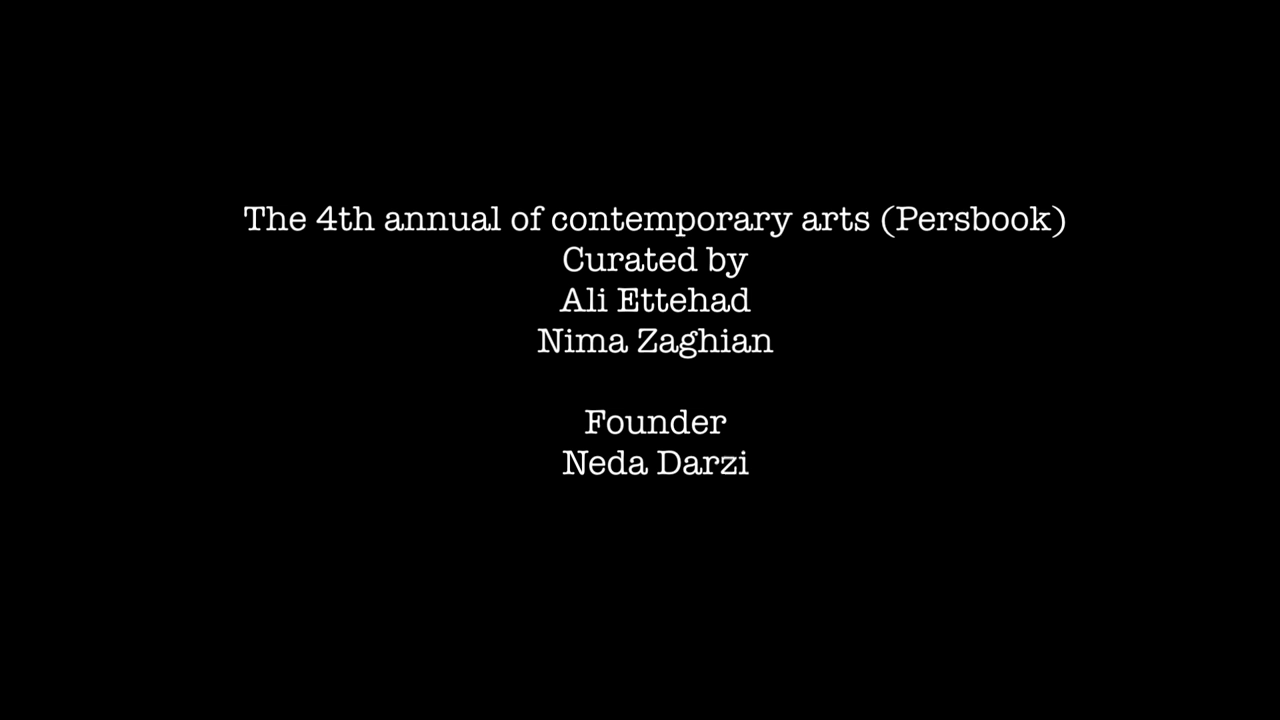 The 4th annual of contemporary arts (Persbook)
Curated by
Ali Ettehad
Nima Zaghian
Founder
Neda Darzi